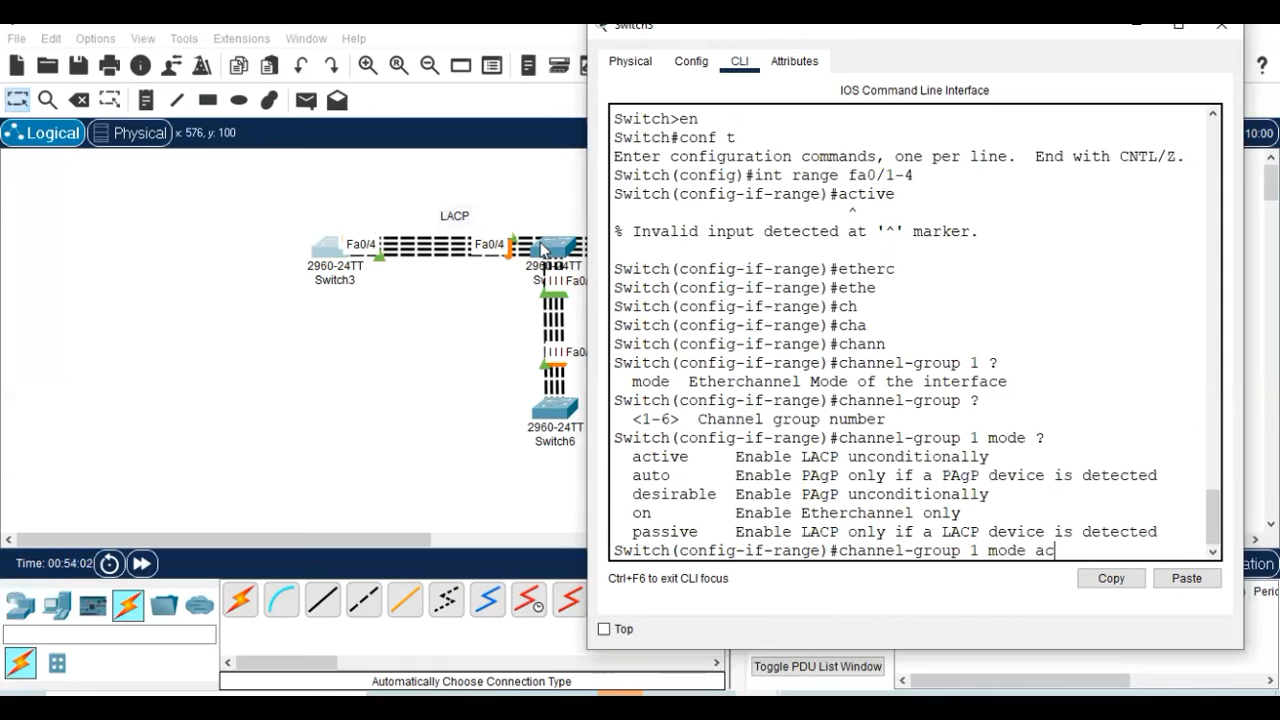 Switch3
File Edit Options View Tools Extensions Window Help
Physical Config CLI Attributes
?
IOS Command Line Interface
Logical Physical x: 576, y: 100
10:00
Switch>en
Switch#conf t
Enter configuration commands, one per line.  End with CNTL/Z.
Switch(config)#int range fa0/1-4
Switch(config-if-range)#active
^
% Invalid input detected at '^' marker.
Switch(config-if-range)#etherc
Switch(config-if-range)#ethe
Switch(config-if-range)#ch
Switch(config-if-range)#cha
Switch(config-if-range)#chann
Switch(config-if-range)#channel-group 1 ?
mode  Etherchannel Mode of the interface
Switch(config-if-range)#channel-group ?
<1-6>  Channel group number
Switch(config-if-range)#channel-group 1 mode ?
active     Enable LACP unconditionally
auto       Enable PAgP only if a PAgP device is detected
desirable  Enable PAgP unconditionally
on         Enable Etherchannel only
passive    Enable LACP only if a LACP device is detected
Switch(config-if-range)#channel-group 1 mode ac
LACP
Fa0/4 Fa0/4
2960-24TT
Switch3
2960-24TT
Fa0/
Fa0/
2960-24TT
Switch6
Time: 00:54:02
Ctrl+F6 to exit CLI focus
Copy Paste
Top
Toggle PDU List Window
Automatically Choose Connection Type